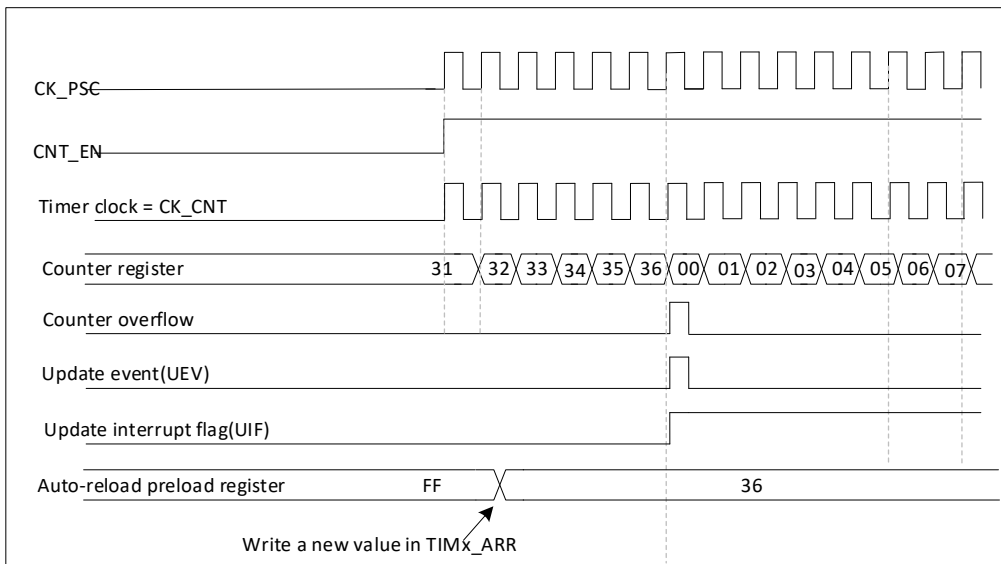 CK_PSC
CNT_EN
Timer clock = CK_CNT
Counter register 31 32 33 34 35 36 00 01 02 03 04 05 06 07
Counter overflow
Update event(UEV)
Update interrupt flag(UIF)
Auto-reload preload register FF 36
Write a new value in TIMx_ARR